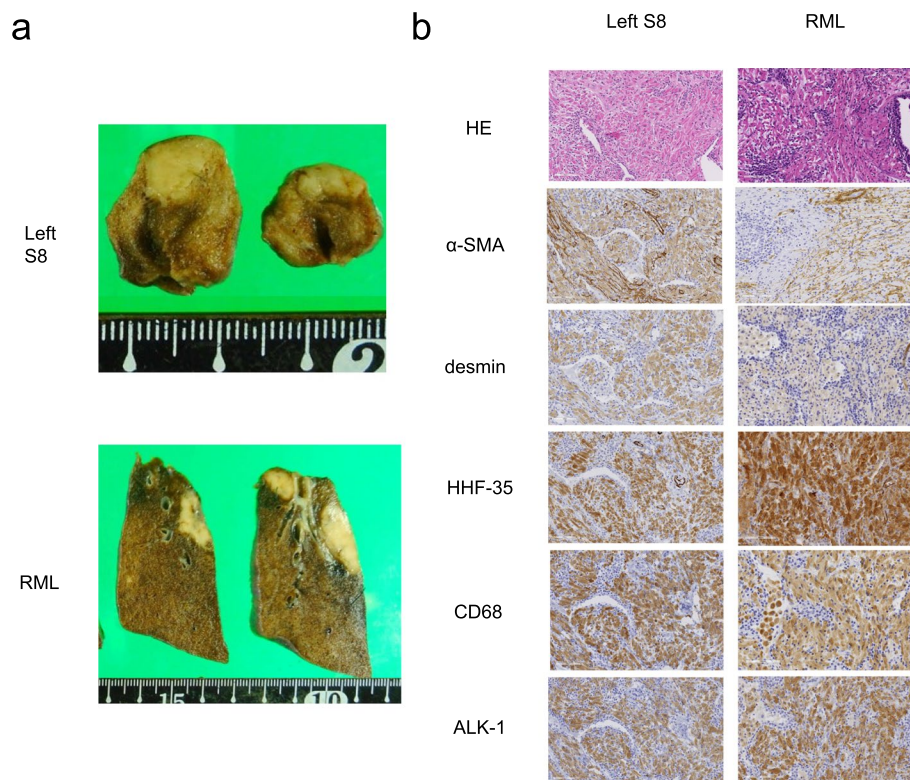 a
b
Left S8
RML
HE
Left
S8
α-SMA
2
desmin
HHF-35
RML
CD68
15
10
ALK-1